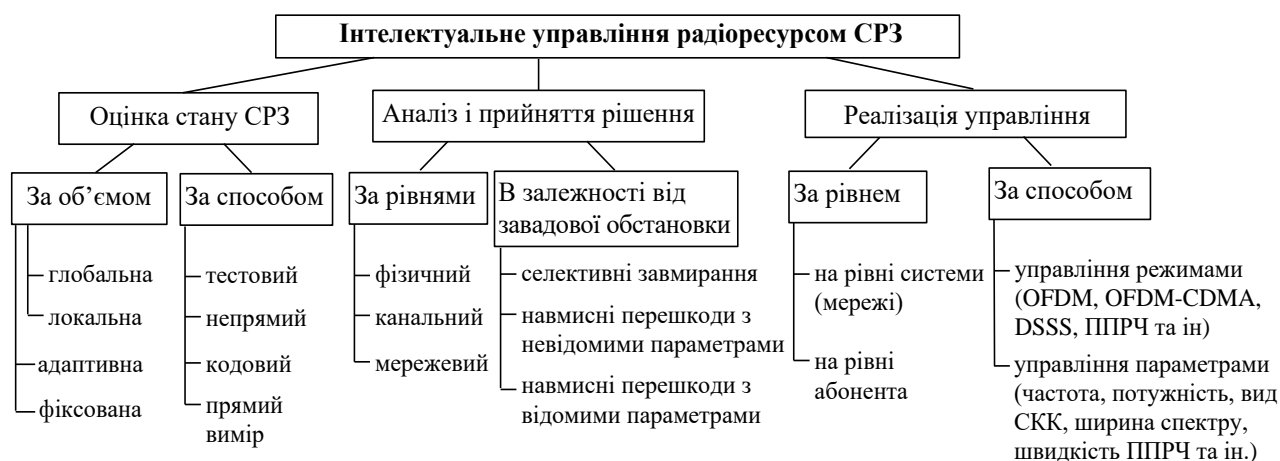 Інтелектуальне управління радіоресурсом СРЗ
Оцінка стану СРЗ
Аналіз і прийняття рішення
Реалізація управління
За об’ємом
За способом
За рівнями
В залежності від
завадової обстановки
За рівнем
За способом
глобальна
локальна
адаптивна
фіксована
тестовий
непрямий
кодовий
прямий
вимір
фізичний
канальний
мережевий
селективні завмирання
навмисні перешкоди з
невідомими параметрами
навмисні перешкоди з
відомими параметрами
на рівні системи
(мережі)
на рівні
абонента
управління режимами
(OFDM, OFDM-CDMA,
DSSS, ППРЧ та ін)
управління параметрами
(частота, потужність, вид
СКК, ширина спектру,
швидкість ППРЧ та ін.)